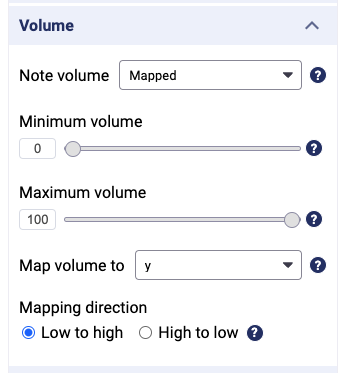 Volume
Note volume Mapped ?
Minimum volume
0 ?
Maximum volume
100 ?
Map volume to y ?
Mapping direction
Low to high High to low ?